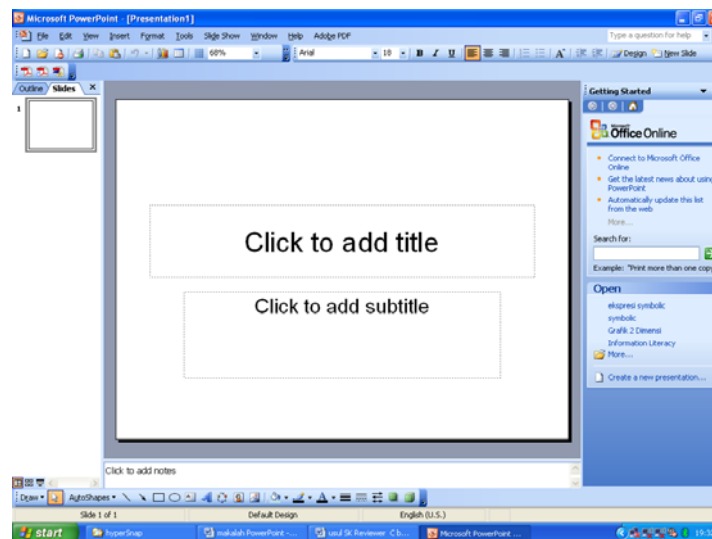 Microsoft PowerPoint - [Presentation1]
File Edit View Insert Format Tools Slide Show Window Help Adobe PDF
Type a question for help
68%
Arial
18
B I U
Design
New Slide
Outline
Slides
Getting Started
1
Microsoft
Office Online
Connect to Microsoft Office
Online
Get the latest news about using
PowerPoint
Automatically update this list
from the web
More...
Search for:
Example: "Print more than one copy
Open
ekspresi symbolic
symbolic
Grafik 2 Dimensi
Information Literacy
More...
Create a new presentation...
Click to add title
Click to add subtitle
Click to add notes
Draw
AutoShapes
Slide 1 of 1
Default Design
English (U.S.)
start
hyperSnap
makalah PowerPoint -...
usul SK Reviewer C b...
Microsoft PowerPoint ...